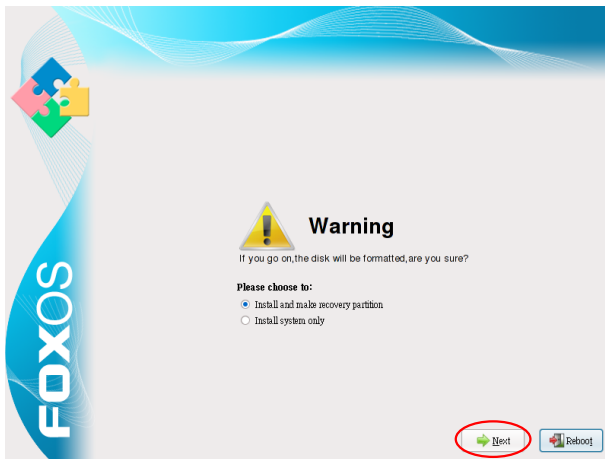 FOXOS
Warning
If you go on,the disk will be formatted,are you sure?
Please choose to:
Install and make recovery partition
Install system only
Next
Reboot